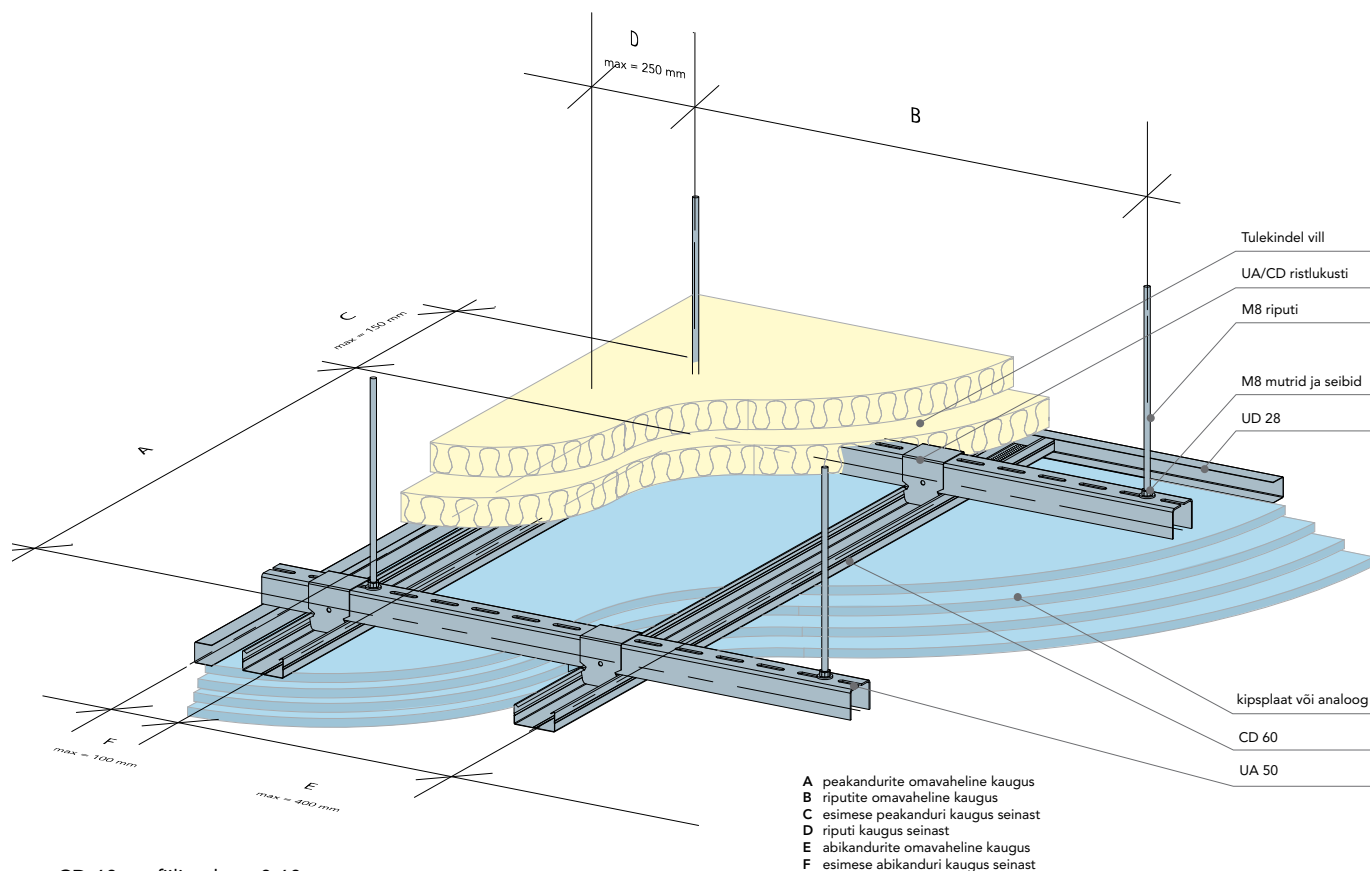 D
max = 250 mm
B
Tulekindel vill
UA/CD ristlukusti
M8 riputi
C
max = 150 mm
M8 mutrid ja seibid
UD 28
A
kipsplaat või analoog
CD 60
UA 50
F
max = 100 mm
E
max = 400 mm
A peakandurite omavaheline kaugus
B riputite omavaheline kaugus
C esimese peakanduri kaugus seinast
D riputi kaugus seinast
E abikandurite omavaheline kaugus
F esimese abikanduri kaugus seinast